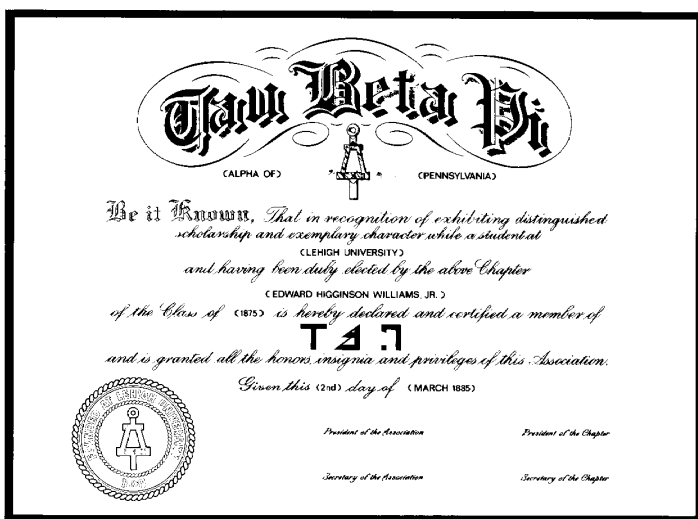 Tau Beta Pi
(ALPHA OF) (PENNSYLVANIA)
Be it Known, That in recognition of exhibiting distinguished
scholarship and exemplary character while a student at
(LEHIGH UNIVERSITY)
and having been duly elected by the above Chapter
(EDWARD HIGGINSON WILLIAMS, JR.)
of the Class of (1875) is hereby declared and certified a member of
and is granted all the honors, insignia and privileges of this Association.
Given this (2nd) day of (MARCH 1885)
President of the Association President of the Chapter
Secretary of the Association Secretary of the Chapter
AT LEHIGH UNIVERSITY